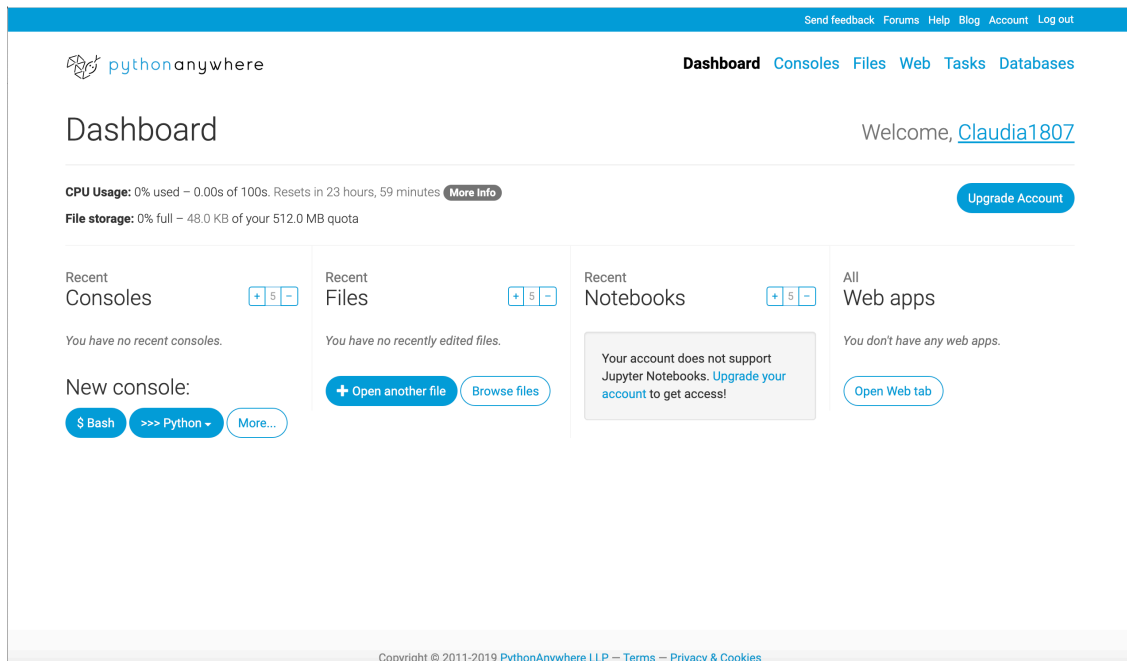 Send feedback Forums Help Blog Account Log out
pythonanywhere
Dashboard Consoles Files Web Tasks Databases
Dashboard
Welcome, Claudia1807
CPU Usage: 0% used – 0.00s of 100s. Resets in 23 hours, 59 minutes More Info
File storage: 0% full – 48.0 KB of your 512.0 MB quota
Upgrade Account
Recent
Consoles
+ 5 −
You have no recent consoles.
New console:
$ Bash >>> Python More...
Recent
Files
+ 5 −
You have no recently edited files.
+ Open another file Browse files
Recent
Notebooks
+ 5 −
Your account does not support
Jupyter Notebooks. Upgrade your
account to get access!
All
Web apps
You don't have any web apps.
Open Web tab
Copyright © 2011-2019 PythonAnywhere LLP — Terms — Privacy & Cookies